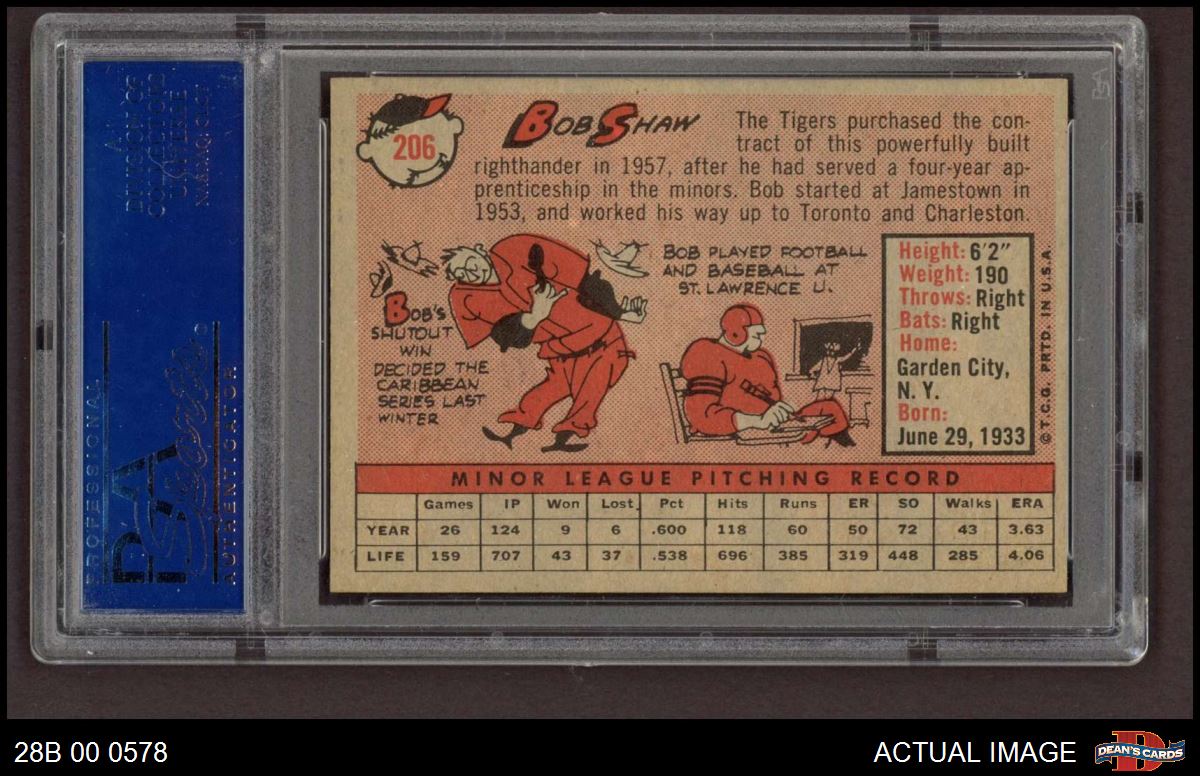 206
BOB SHAW
The Tigers purchased the con-
tract of this powerfully built
righthander in 1957, after he had served a four-year ap-
prenticeship in the minors. Bob started at Jamestown in
1953, and worked his way up to Toronto and Charleston.
BOB'S
SHUTOUT
WIN
DECIDED THE
CARIBBEAN
SERIES LAST
WINTER
BOB PLAYED FOOTBALL
AND BASEBALL AT
ST. LAWRENCE U.
Height: 6'2"
Weight: 190
Throws: Right
Bats: Right
Home:
Garden City,
N. Y.
Born:
June 29, 1933
©T.C.G. PRTD. IN U.S.A.
MINOR LEAGUE PITCHING RECORD
Games IP Won Lost Pct Hits Runs ER SO Walks ERA
YEAR 26 124 9 6 .600 118 60 50 72 43 3.63
LIFE 159 707 43 37 .538 696 385 319 448 285 4.06
PROFESSIONAL
PSA
Sports
AUTHENTICATOR
DIVISION OF
COLLECTORS
UNIVERSE
28B 00 0578
ACTUAL IMAGE
DEAN'S CARDS